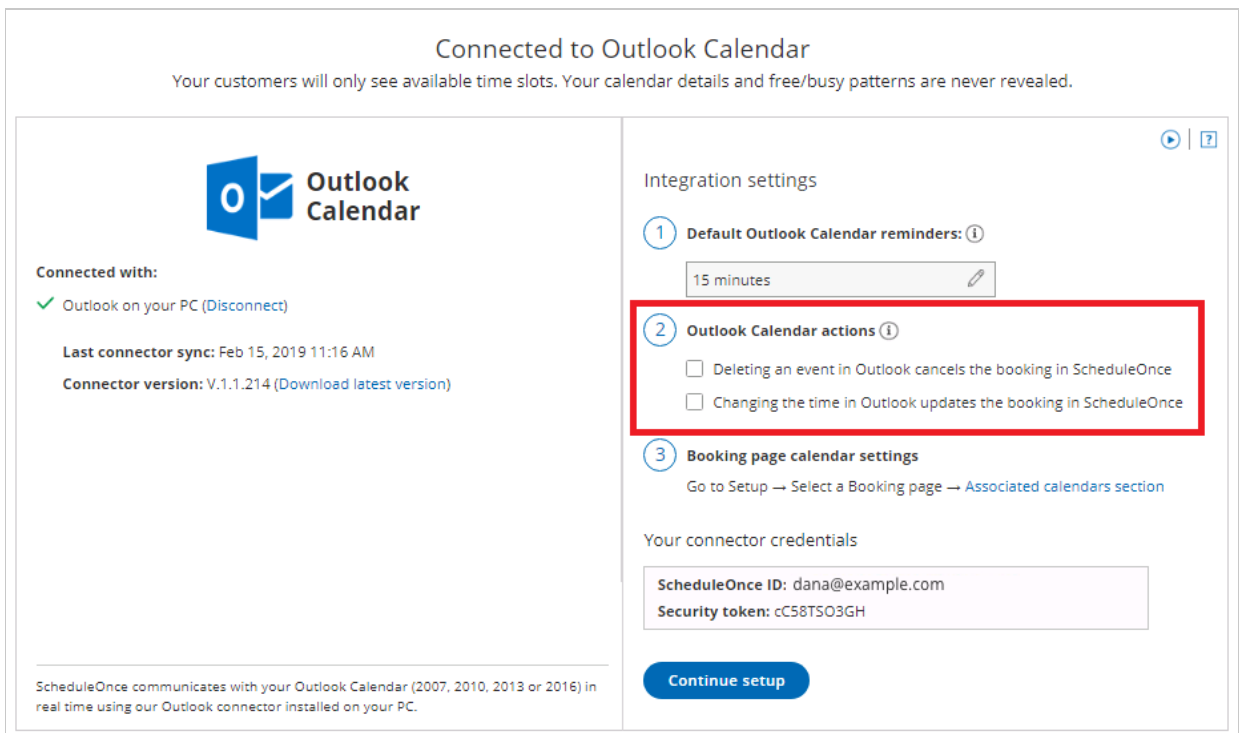 Connected to Outlook Calendar
Your customers will only see available time slots. Your calendar details and free/busy patterns are never revealed.
Outlook
Calendar
Connected with:
Outlook on your PC (Disconnect)
Last connector sync: Feb 15, 2019 11:16 AM
Connector version: V.1.1.214 (Download latest version)
ScheduleOnce communicates with your Outlook Calendar (2007, 2010, 2013 or 2016) in
real time using our Outlook connector installed on your PC.
?
Integration settings
1 Default Outlook Calendar reminders: i
15 minutes
2 Outlook Calendar actions i
Deleting an event in Outlook cancels the booking in ScheduleOnce
Changing the time in Outlook updates the booking in ScheduleOnce
3 Booking page calendar settings
Go to Setup → Select a Booking page → Associated calendars section
Your connector credentials
ScheduleOnce ID: dana@example.com
Security token: cC58TSO3GH
Continue setup